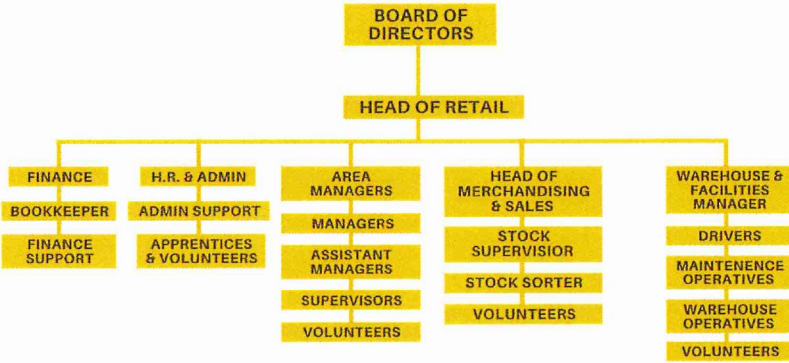 BOARD OF
DIRECTORS
HEAD OF RETAIL
FINANCE
BOOKKEEPER
FINANCE
SUPPORT
H.R. & ADMIN
ADMIN SUPPORT
APPRENTICES
& VOLUNTEERS
AREA
MANAGERS
MANAGERS
ASSISTANT
MANAGERS
SUPERVISORS
VOLUNTEERS
HEAD OF
MERCHANDISING
& SALES
STOCK
SUPERVISIOR
STOCK SORTER
VOLUNTEERS
WAREHOUSE &
FACILITIES
MANAGER
DRIVERS
MAINTENENCE
OPERATIVES
WAREHOUSE
OPERATIVES
VOLUNTEERS